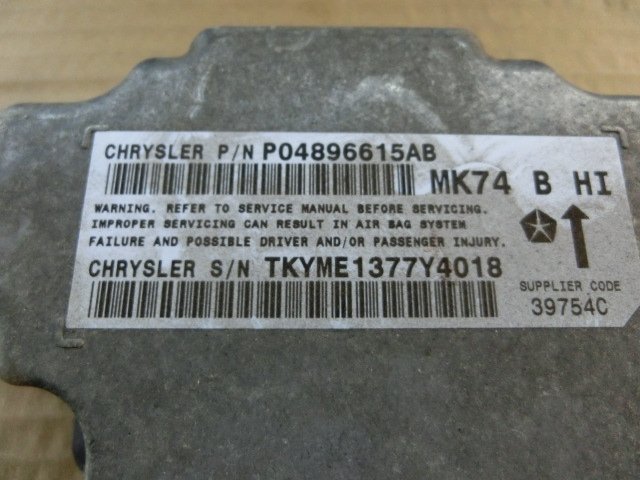 CHRYSLER P/N P04896615AB
MK74 B HI
WARNING. REFER TO SERVICE MANUAL BEFORE SERVICING.
IMPROPER SERVICING CAN RESULT IN AIR BAG SYSTEM
FAILURE AND POSSIBLE DRIVER AND/OR PASSENGER INJURY.
CHRYSLER S/N TKYME1377Y4018
SUPPLIER CODE
39754C